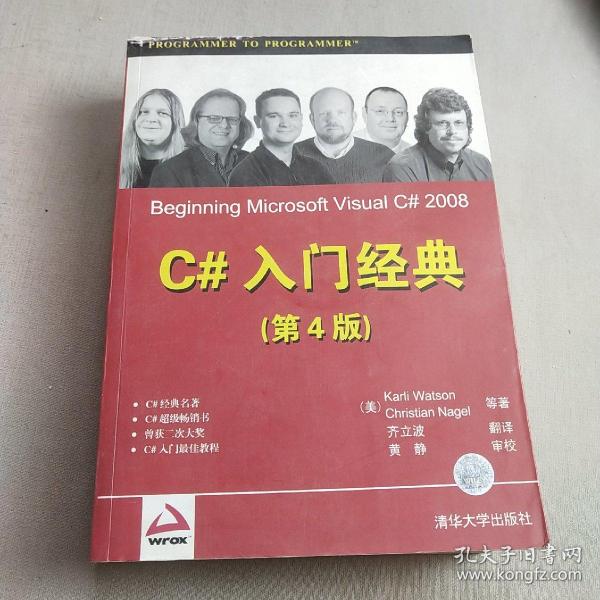 PROGRAMMER TO PROGRAMMER™
Beginning Microsoft Visual C# 2008
C# 入门经典
(第4版)
• C# 经典名著
• C# 超级畅销书
• 曾获二次大奖
• C# 入门最佳教程
(美) Karli Watson
Christian Nagel 等著
齐立波 翻译
黄 静 审校
wrox™
清华大学出版社
孔夫子旧书网
www.kongfz.com